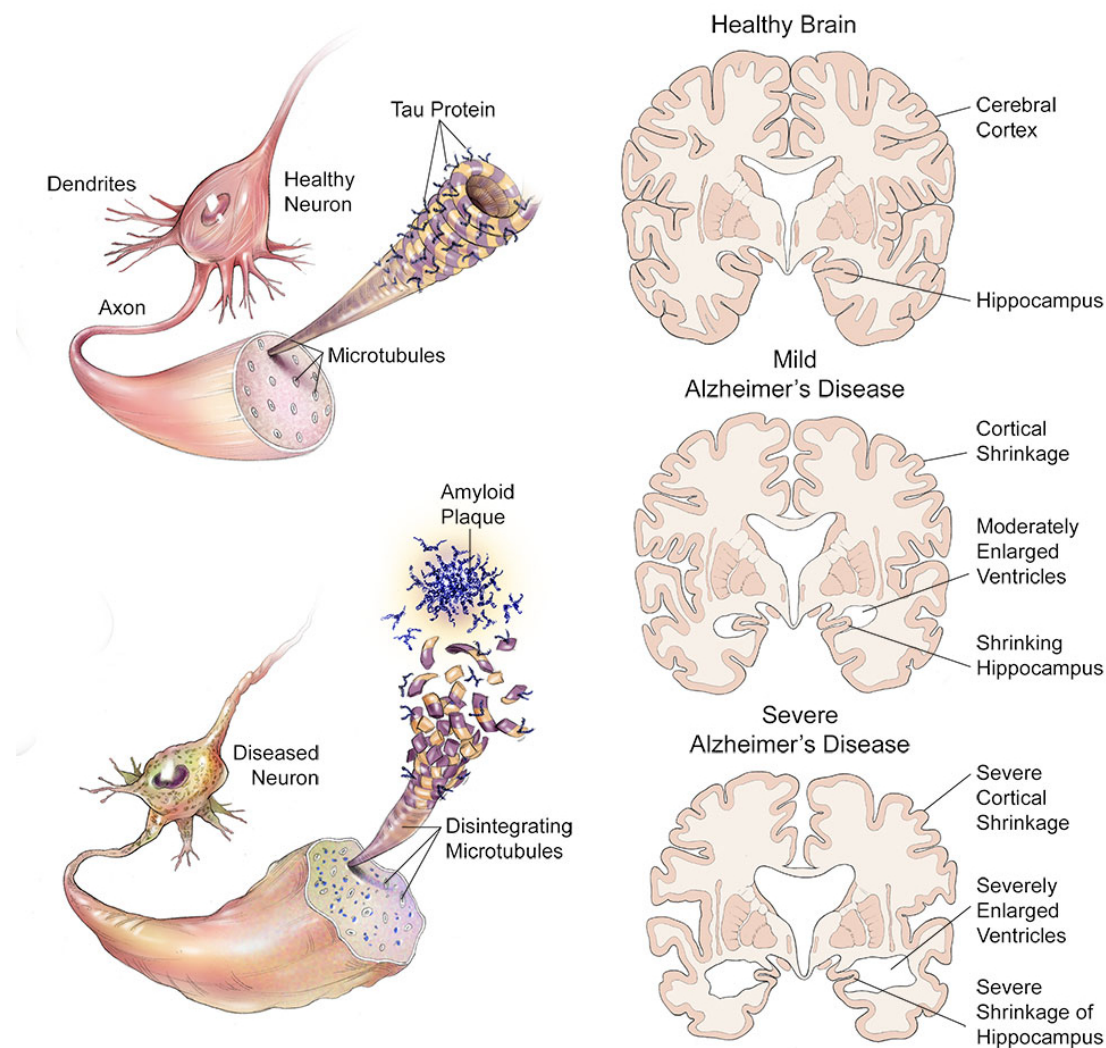 Tau Protein
Dendrites
Healthy
Neuron
Axon
Microtubules
Amyloid
Plaque
Diseased
Neuron
Disintegrating
Microtubules
Healthy Brain
Cerebral
Cortex
Hippocampus
Mild
Alzheimer’s Disease
Cortical
Shrinkage
Moderately
Enlarged
Ventricles
Shrinking
Hippocampus
Severe
Alzheimer’s Disease
Severe
Cortical
Shrinkage
Severely
Enlarged
Ventricles
Severe
Shrinkage of
Hippocampus